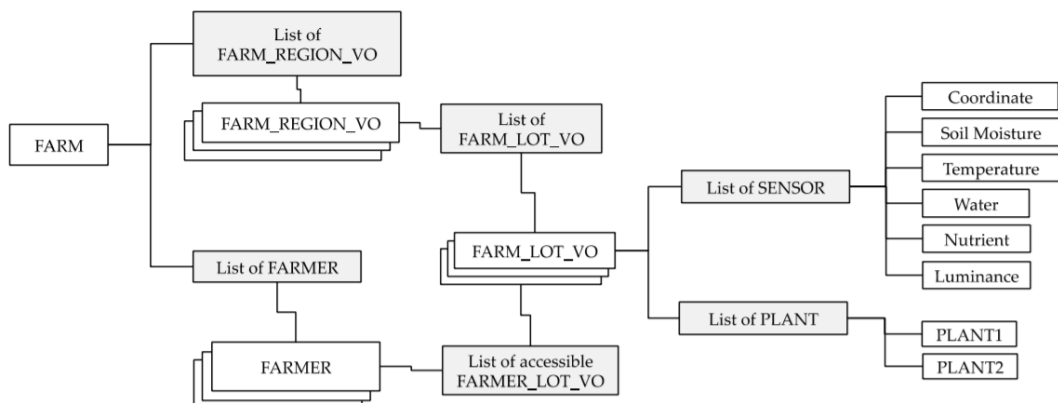 List of
FARM_REGION_VO
FARM_REGION_VO
FARM
List of
FARM_LOT_VO
Coordinate
Soil Moisture
Temperature
Water
Nutrient
Luminance
List of SENSOR
FARM_LOT_VO
List of FARMER
List of PLANT
PLANT1
PLANT2
FARMER
List of accessible
FARMER_LOT_VO